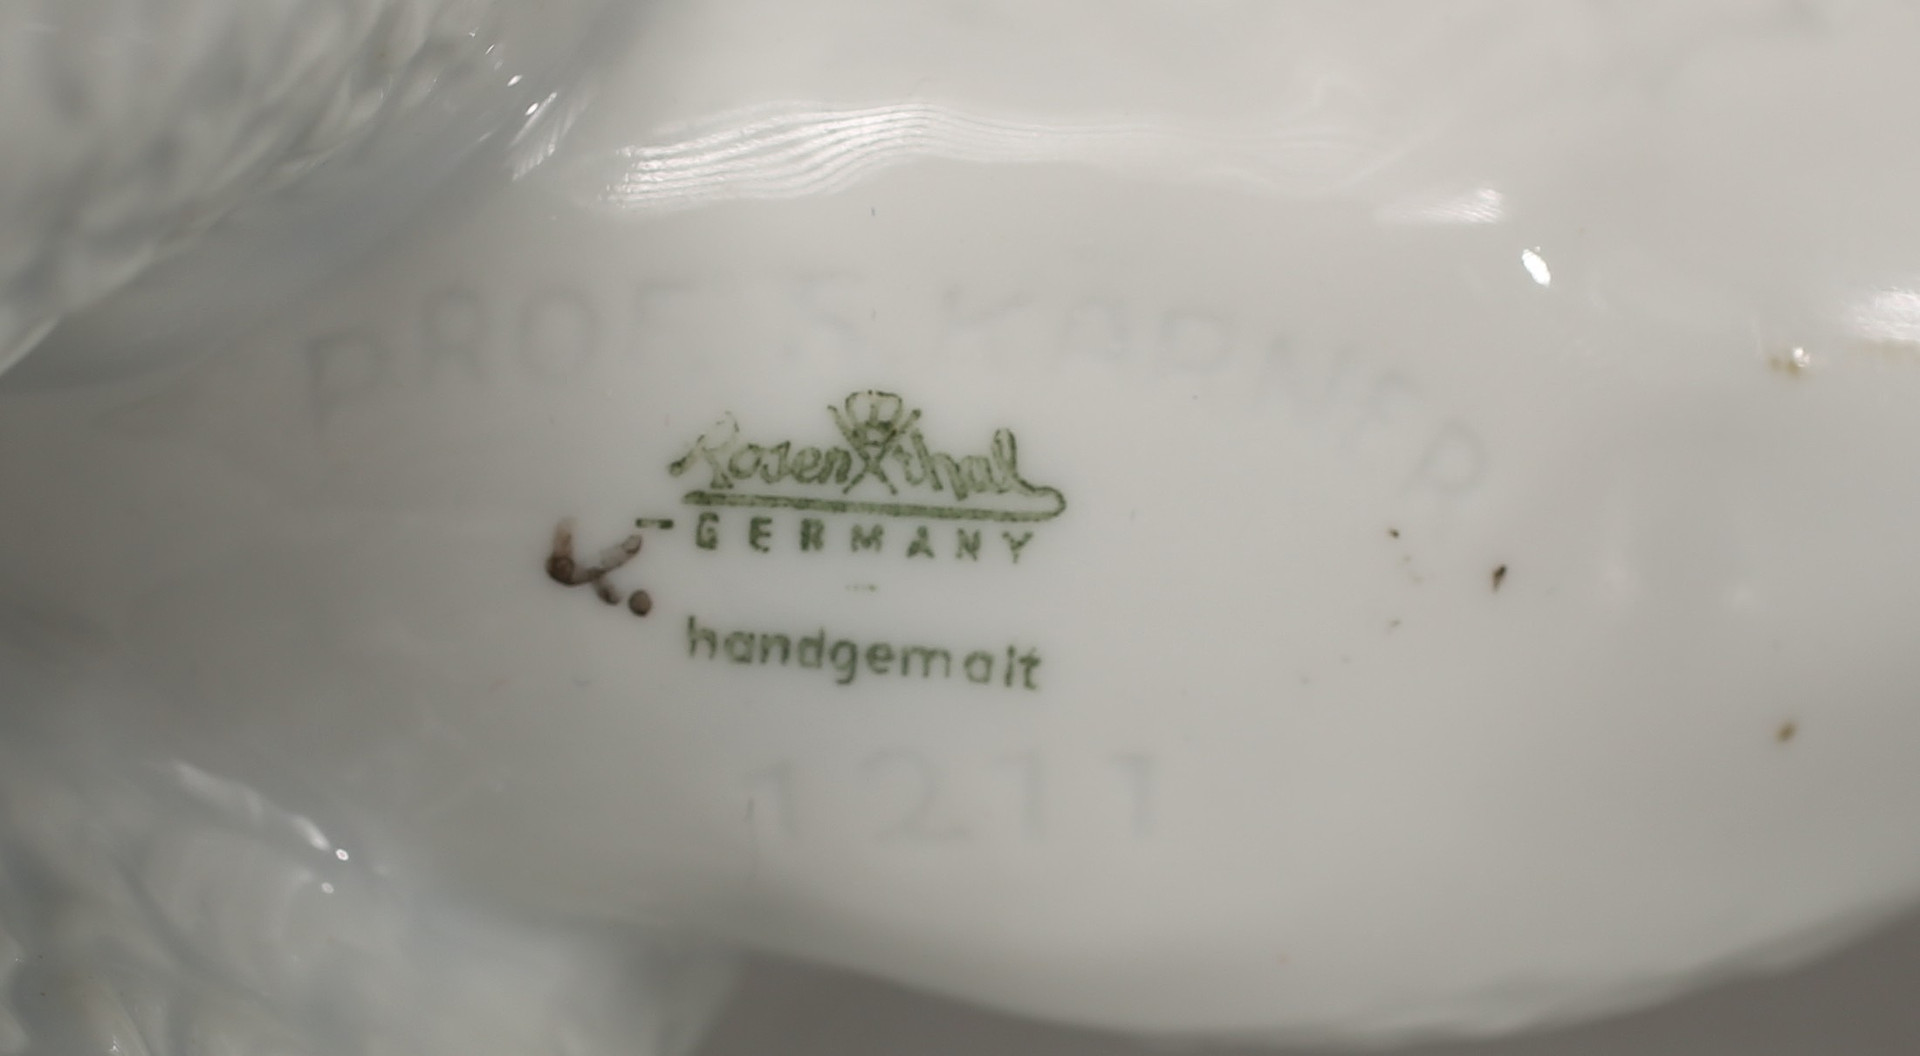 PROF. T. KÄRNER
Rosenthal
GERMANY
K.
handgemalt
1211